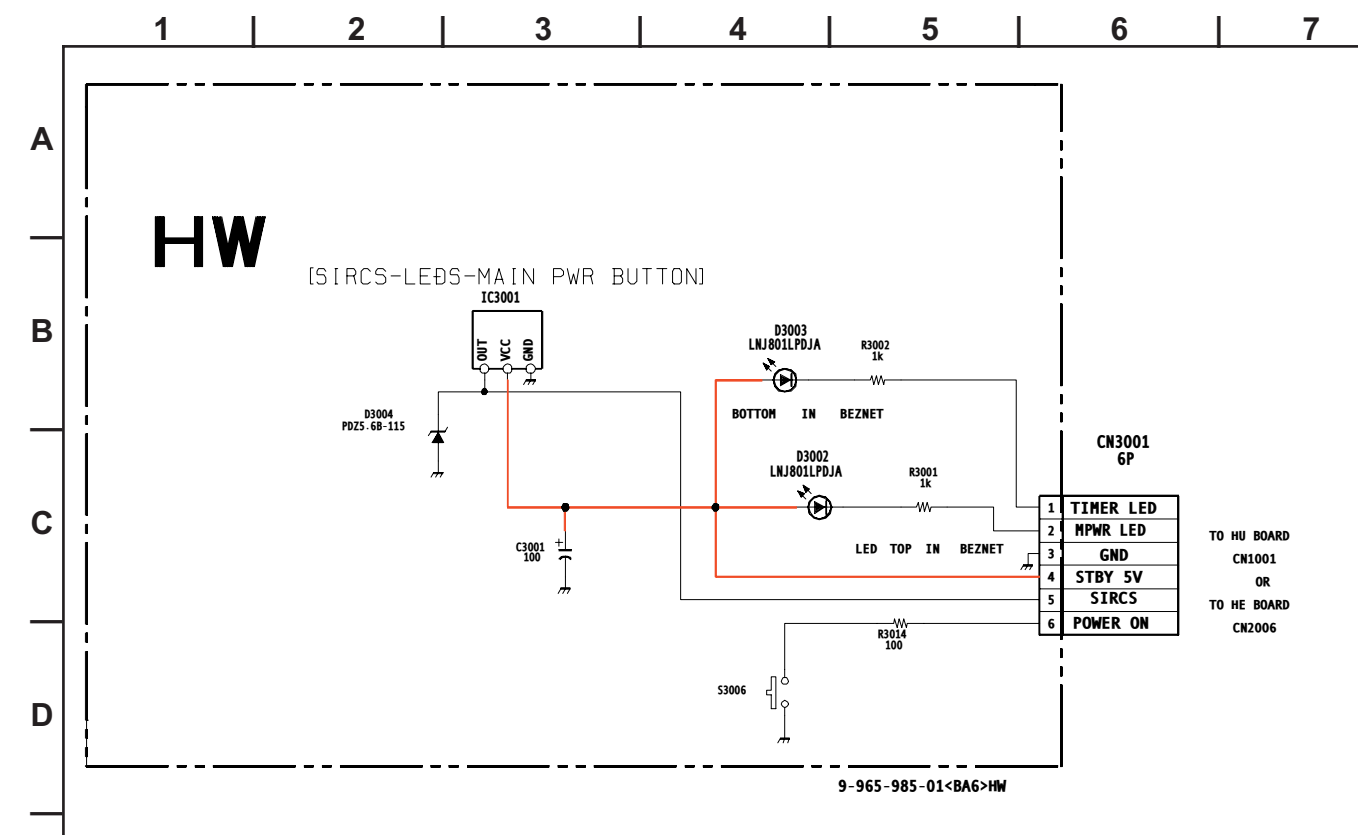 1 2 3 4 5 6 7
A
B
C
D
HW
[SIRCS-LEDS-MAIN PWR BUTTON]
IC3001
OUT
VCC
GND
D3004
PDZ5.6B-115
C3001
100
+
D3003
LNJ801LPDJA
R3002
1k
BOTTOM IN BEZNET
D3002
LNJ801LPDJA
R3001
1k
LED TOP IN BEZNET
R3014
100
S3006
CN3001
6P
1 TIMER LED
2 MPWR LED
3 GND
4 STBY 5V
5 SIRCS
6 POWER ON
TO HU BOARD
CN1001
OR
TO HE BOARD
CN2006
9-965-985-01<BA6>HW